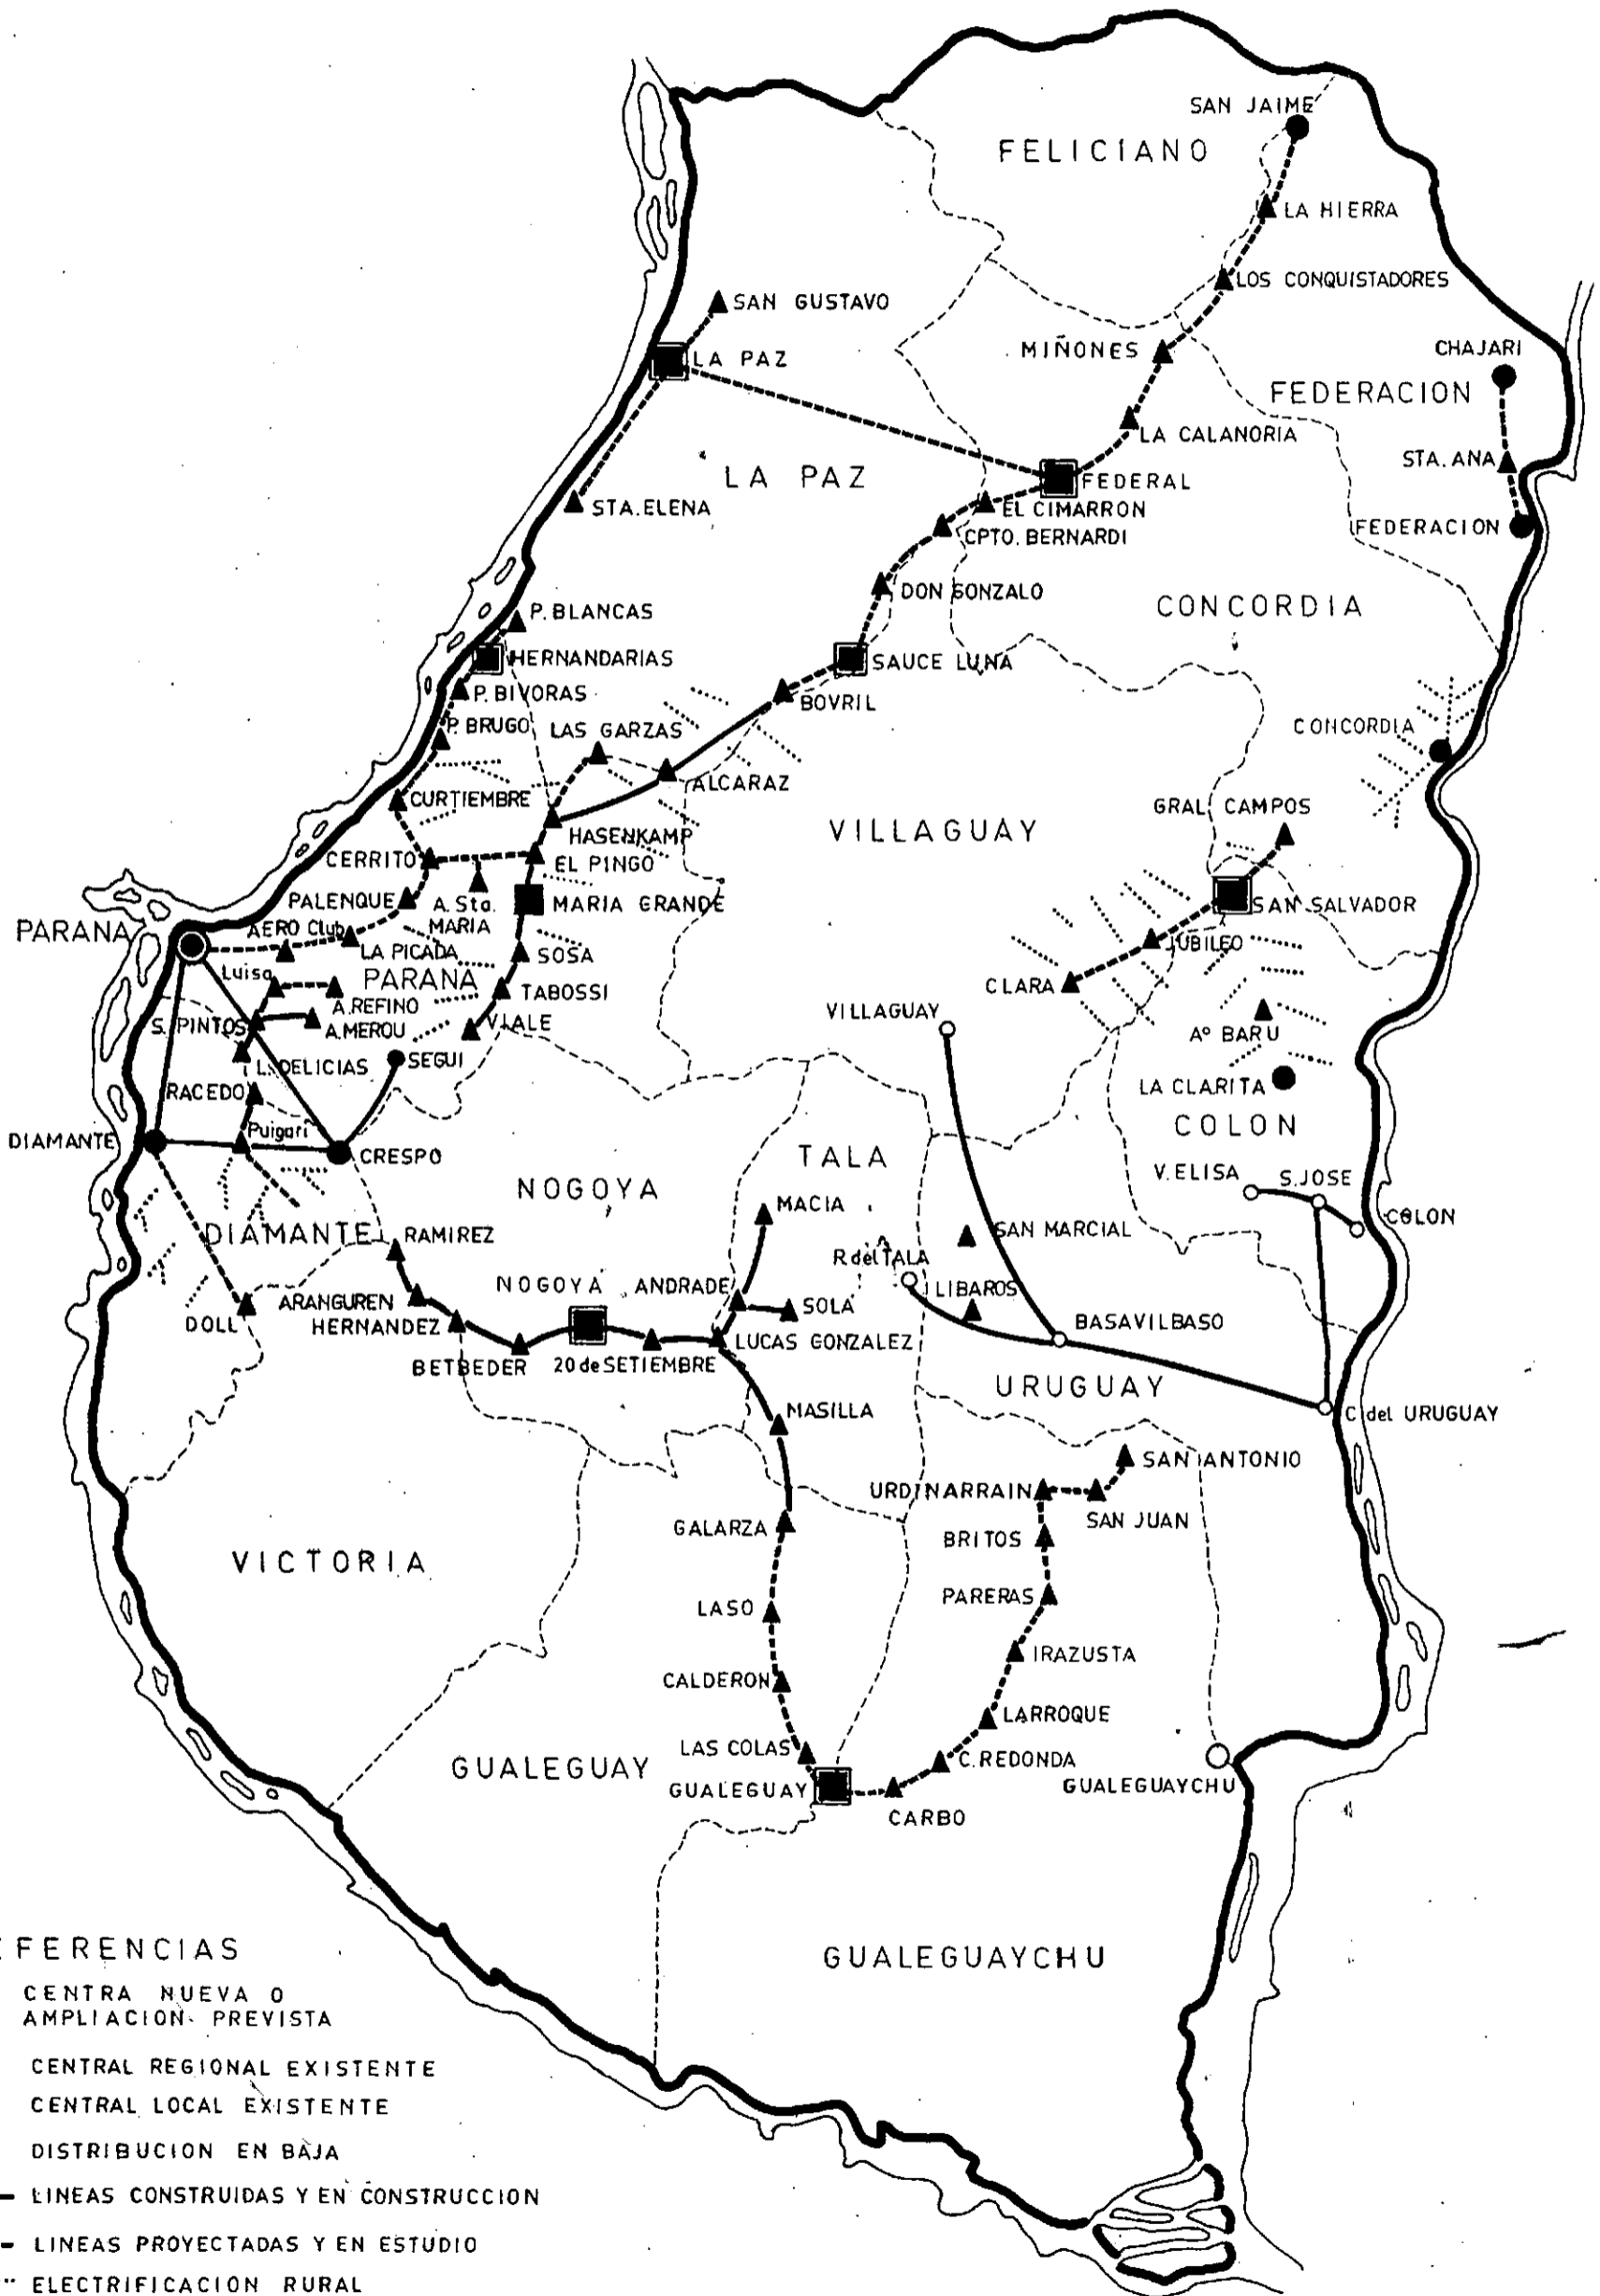 SAN JAIME
FELICIANO
LA HIERRA
LOS CONQUISTADORES
SAN GUSTAVO
MIÑONES
CHAJARI
LA PAZ
FEDERACION
LA CALANORIA
STA. ANA
LA PAZ
FEDERAL
STA. ELENA
EL CIMARRON
CPTO. BERNARDI
FEDERACION
DON GONZALO
CONCORDIA
P. BLANCAS
HERNANDARIAS
SAUCE LUNA
P. BIVORAS
BOVRIL
P. BRUGO
LAS GARZAS
CONCORDIA
ALCARAZ
CURTIEMBRE
GRAL. CAMPOS
HASENKAMP
VILLAGUAY
CERRITO
EL PINGO
PALENQUE
A. Sta.
MARIA
MARIA GRANDE
SAN SALVADOR
PARANA
AERO Club
LA PICADA
SOSA
JUBILEO
Luisa
PARANA
TABOSSI
CLARA
A. REFINO
S. PINTOS
A. MEROU
VIALE
VILLAGUAY
Aº BARU
L. DELICIAS
SEGUI
RACEDO
LA CLARITA
DIAMANTE
Puigari
CRESPO
COLON
TALA
V. ELISA
S. JOSE
NOGOYA
MACIA
COLON
DIAMANTE
RAMIREZ
SAN MARCIAL
R. del TALA
NOGOYA
ANDRADE
LIBAROS
ARANGUREN
SOLA
DOLL
HERNANDEZ
BASAVILBASO
LUCAS GONZALEZ
BETBEDER
20 de SETIEMBRE
URUGUAY
MASILLA
C. del URUGUAY
SAN ANTONIO
URDINARRAIN
SAN JUAN
GALARZA
BRITOS
VICTORIA
PARERAS
LASO
IRAZUSTA
CALDERON
LARROQUE
LAS COLAS
C. REDONDA
GUALEGUAY
GUALEGUAY
GUALEGUAYCHU
CARBO
GUALEGUAYCHU
EFERENCIAS
CENTRA NUEVA O
AMPLIACION PREVISTA
CENTRAL REGIONAL EXISTENTE
CENTRAL LOCAL EXISTENTE
DISTRIBUCION EN BAJA
LINEAS CONSTRUIDAS Y EN CONSTRUCCION
LINEAS PROYECTADAS Y EN ESTUDIO
ELECTRIFICACION RURAL